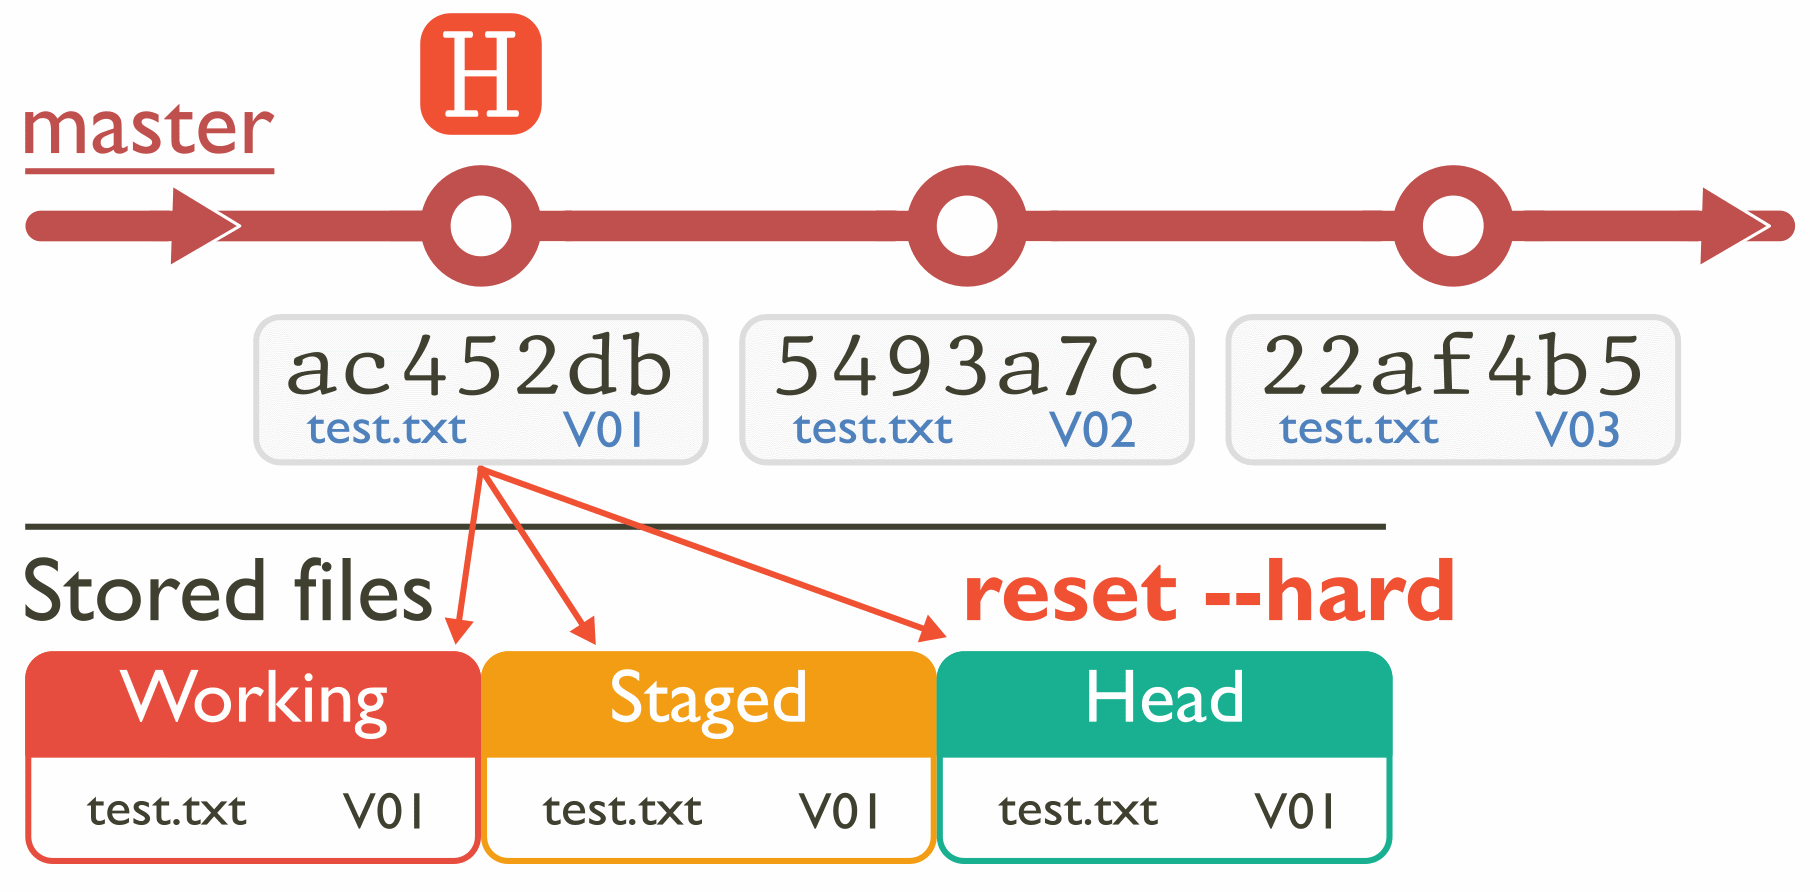 H
master
ac452db 5493a7c 22af4b5
test.txt V01 test.txt V02 test.txt V03
Stored files reset --hard
Working Staged Head
test.txt V01 test.txt V01 test.txt V01